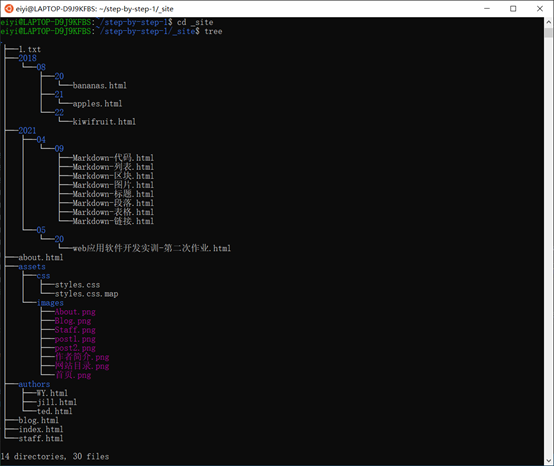 eiyi@LAPTOP-D9J9KFBS: ~/step-by-step-1/_site
eiyi@LAPTOP-D9J9KFBS:~/step-by-step-1$ cd _site
eiyi@LAPTOP-D9J9KFBS:~/step-by-step-1/_site$ tree
.
├──1.txt
├──2018
│   └──08
│       ├──20
│       │   └──bananas.html
│       ├──21
│       │   └──apples.html
│       └──22
│           └──kiwifruit.html
├──2021
│   ├──04
│   │   └──09
│   │       ├──Markdown-代码.html
│   │       ├──Markdown-列表.html
│   │       ├──Markdown-区块.html
│   │       ├──Markdown-图片.html
│   │       ├──Markdown-标题.html
│   │       ├──Markdown-段落.html
│   │       ├──Markdown-表格.html
│   │       └──Markdown-链接.html
│   └──05
│       └──20
│           └──web应用软件开发实训-第二次作业.html
├──about.html
├──assets
│   ├──css
│   │   ├──styles.css
│   │   └──styles.css.map
│   └──images
│       ├──About.png
│       ├──Blog.png
│       ├──Staff.png
│       ├──post1.png
│       ├──post2.png
│       ├──作者简介.png
│       ├──网站目录.png
│       └──首页.png
├──authors
│   ├──WY.html
│   ├──jill.html
│   └──ted.html
├──blog.html
├──index.html
└──staff.html
14 directories, 30 files